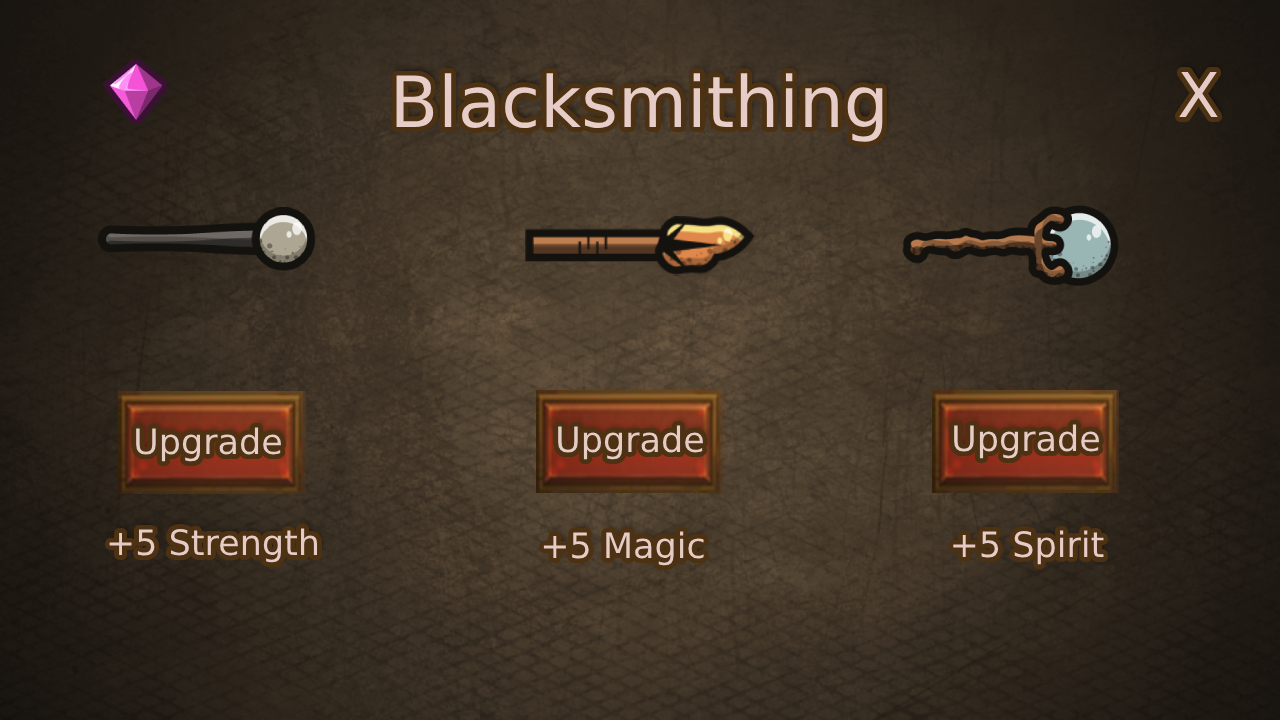 Blacksmithing
X
Upgrade
Upgrade
Upgrade
+5 Strength
+5 Magic
+5 Spirit